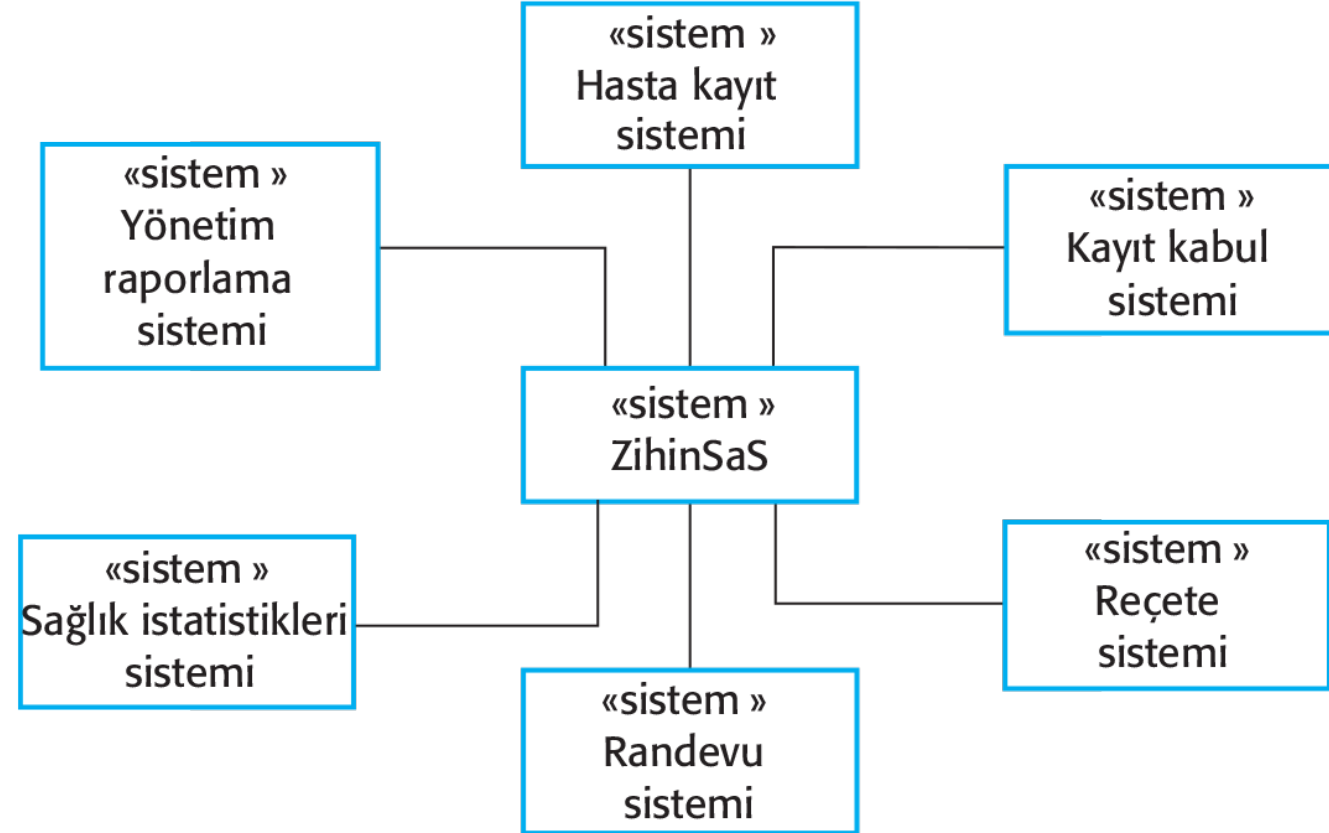 «sistem »
Hasta kayıt
sistemi
«sistem »
Yönetim
raporlama
sistemi
«sistem »
Kayıt kabul
sistemi
«sistem »
ZihinSaS
«sistem »
Sağlık istatistikleri
sistemi
«sistem »
Reçete
sistemi
«sistem »
Randevu
sistemi